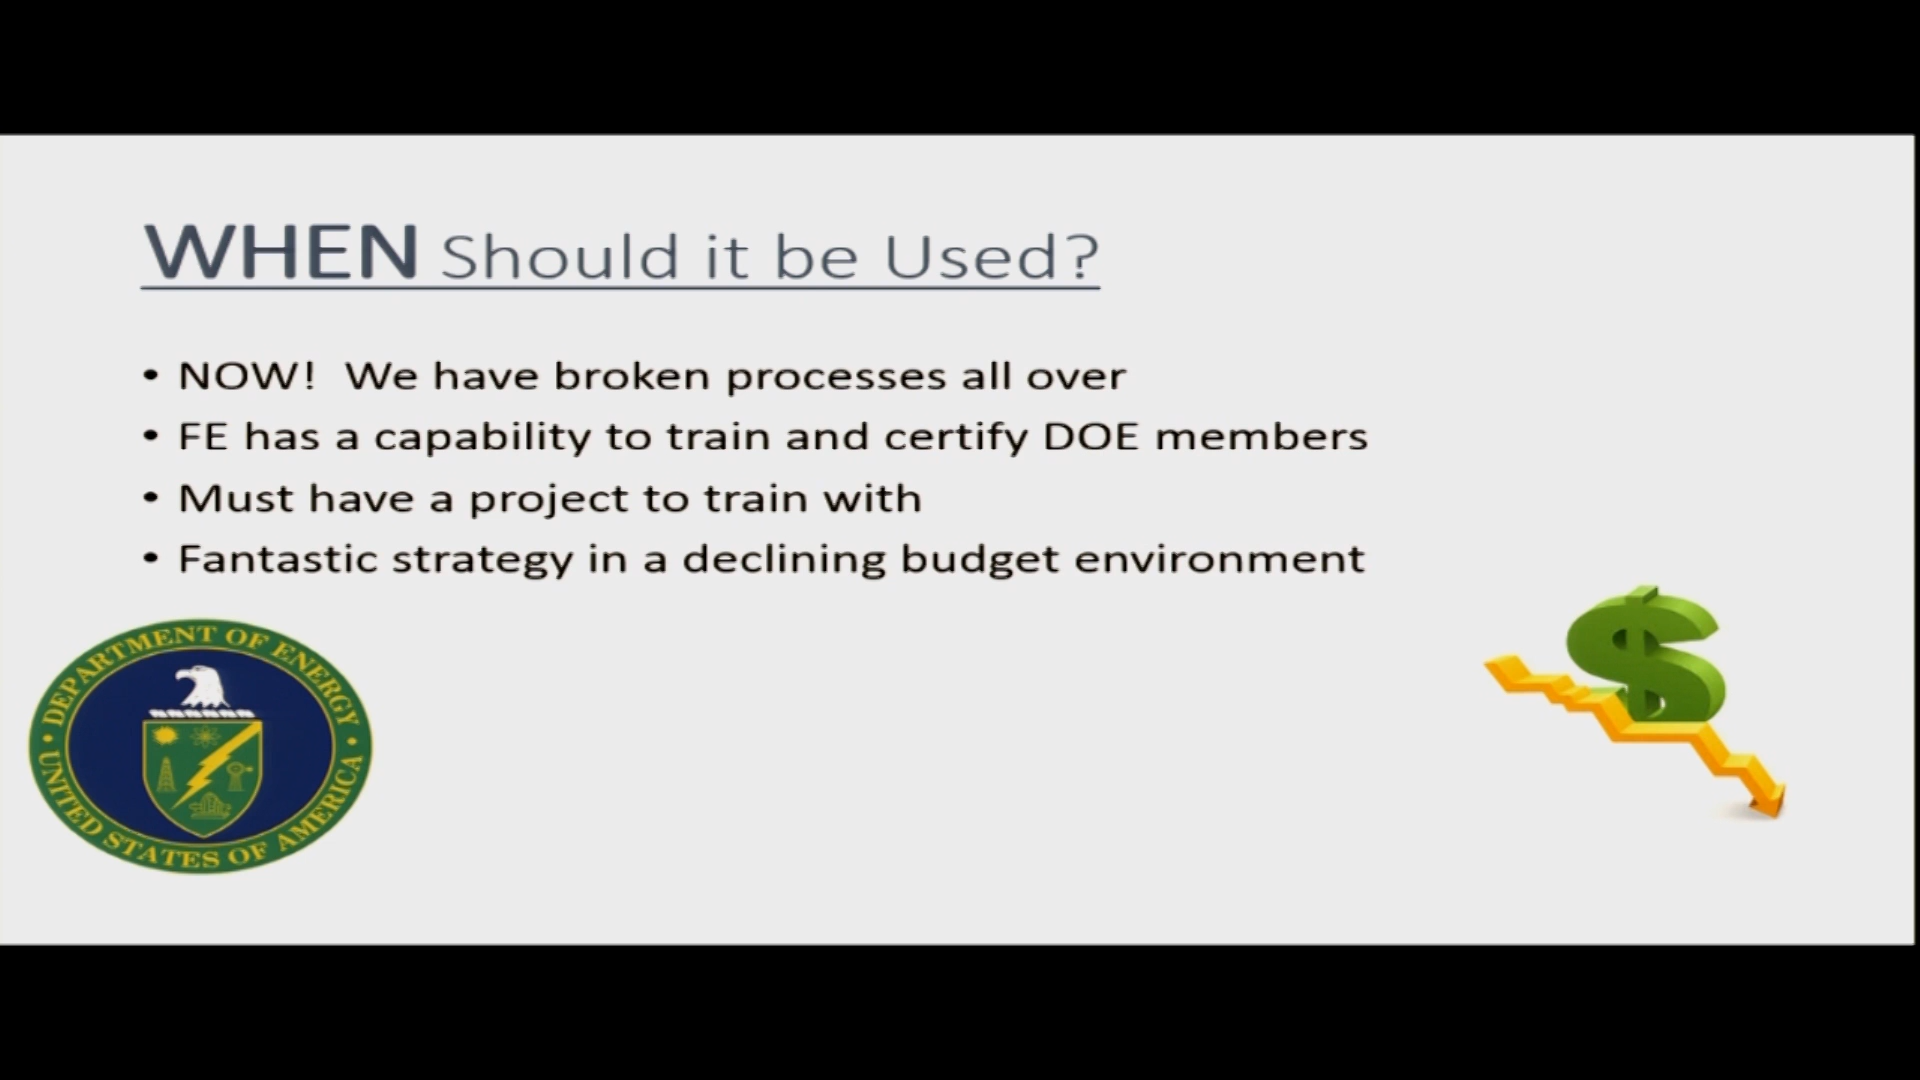 WHEN Should it be Used?
• NOW!  We have broken processes all over
• FE has a capability to train and certify DOE members
• Must have a project to train with
• Fantastic strategy in a declining budget environment
DEPARTMENT OF ENERGY
• UNITED STATES OF AMERICA •
$